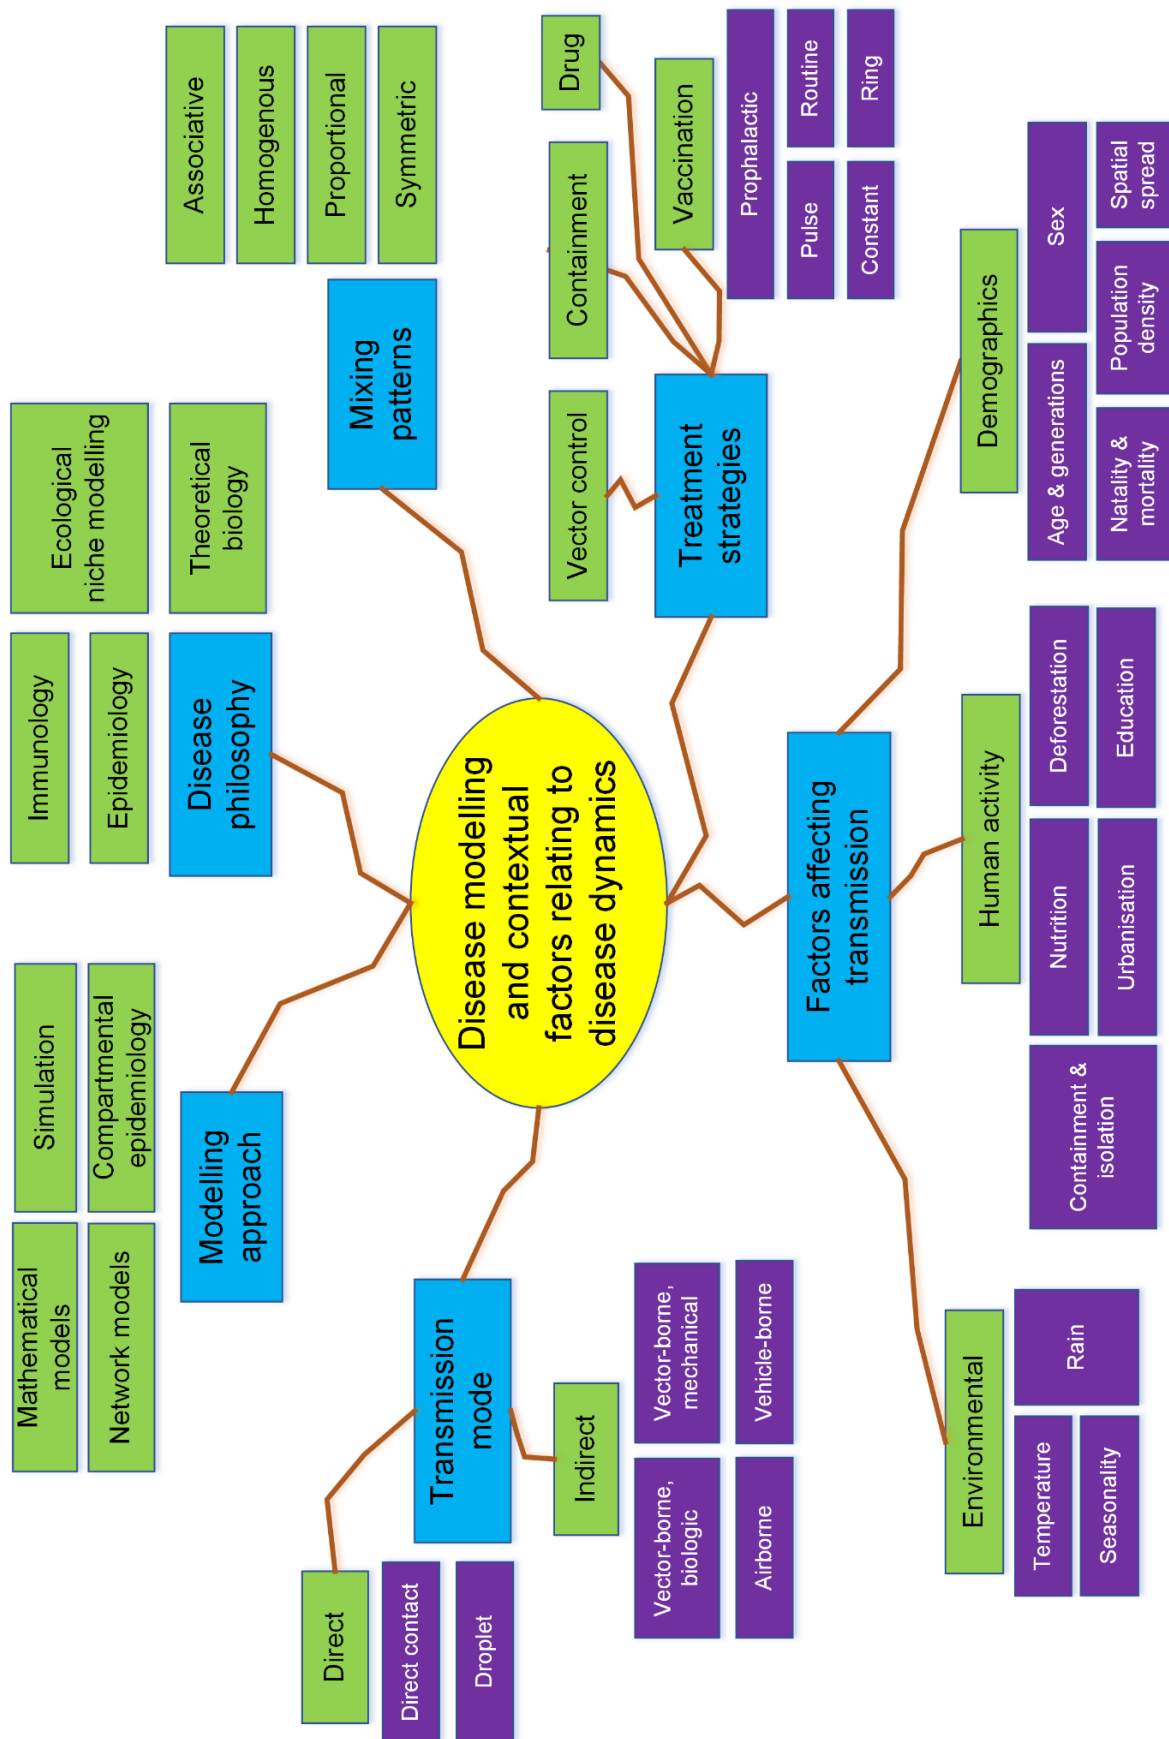 Mathematical
models
Simulation
Network models
Compartmental
epidemiology
Modelling
approach
Immunology
Epidemiology
Ecological
niche modelling
Theoretical
biology
Disease
philosophy
Associative
Homogenous
Proportional
Symmetric
Mixing
patterns
Direct
Direct contact
Droplet
Transmission
mode
Indirect
Vector-borne,
biologic
Vector-borne,
mechanical
Airborne
Vehicle-borne
Disease modelling
and contextual
factors relating to
disease dynamics
Vector control
Containment
Drug
Treatment
strategies
Vaccination
Prophalactic
Pulse
Routine
Constant
Ring
Factors affecting
transmission
Environmental
Temperature
Rain
Seasonality
Human activity
Containment &
isolation
Nutrition
Deforestation
Urbanisation
Education
Demographics
Age & generations
Sex
Natality &
mortality
Population
density
Spatial
spread